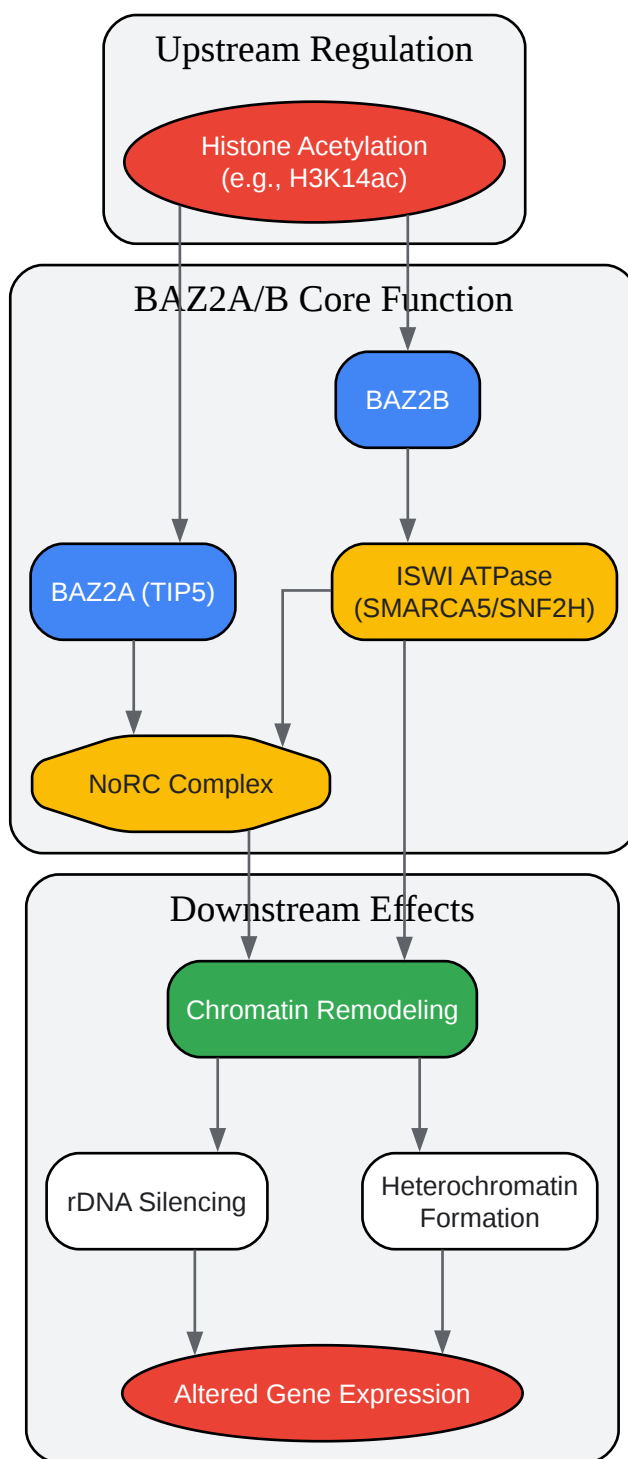 Upstream Regulation
Histone Acetylation
(e.g., H3K14ac)
BAZ2A/B Core Function
BAZ2B
BAZ2A (TIP5)
ISWI ATPase
(SMARCA5/SNF2H)
NoRC Complex
Downstream Effects
Chromatin Remodeling
rDNA Silencing
Heterochromatin
Formation
Altered Gene Expression